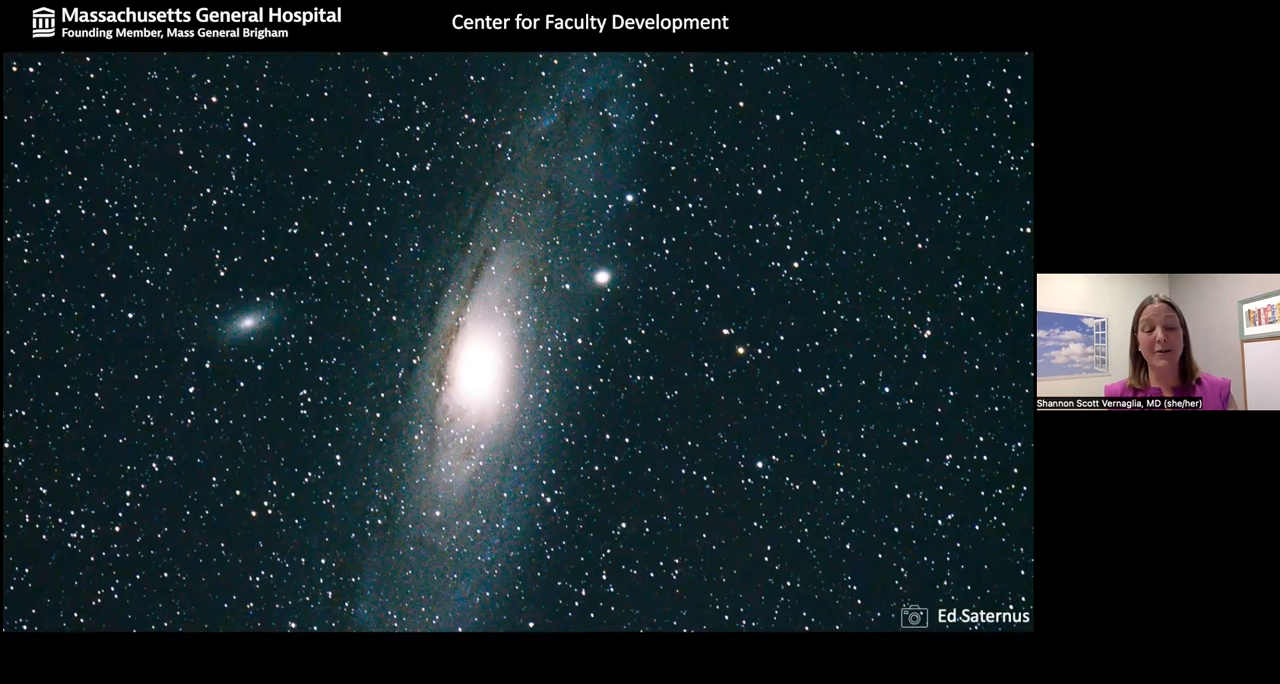 Massachusetts General Hospital
Founding Member, Mass General Brigham
Center for Faculty Development
Shannon Scott Vernaglia, MD (she/her)
Ed Saternus